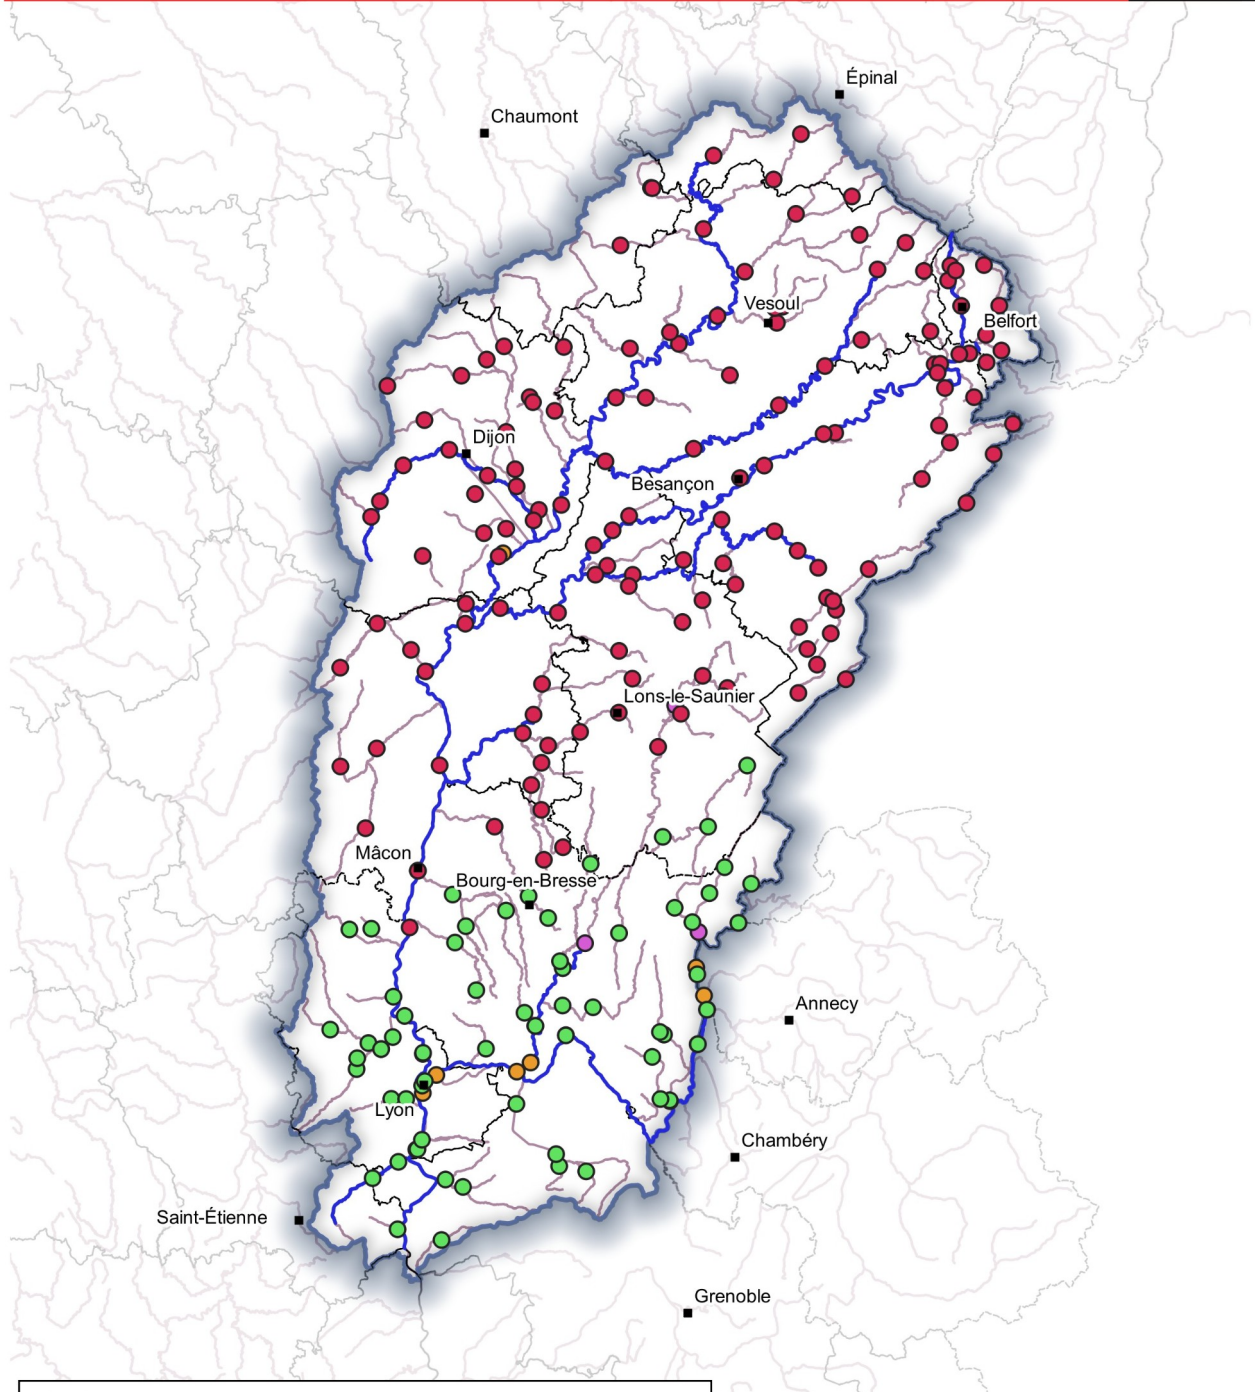 Épinal
Chaumont
Vesoul
Belfort
Dijon
Besançon
Lons-le-Saunier
Mâcon
Bourg-en-Bresse
Annecy
Lyon
Chambéry
Saint-Étienne
Grenoble